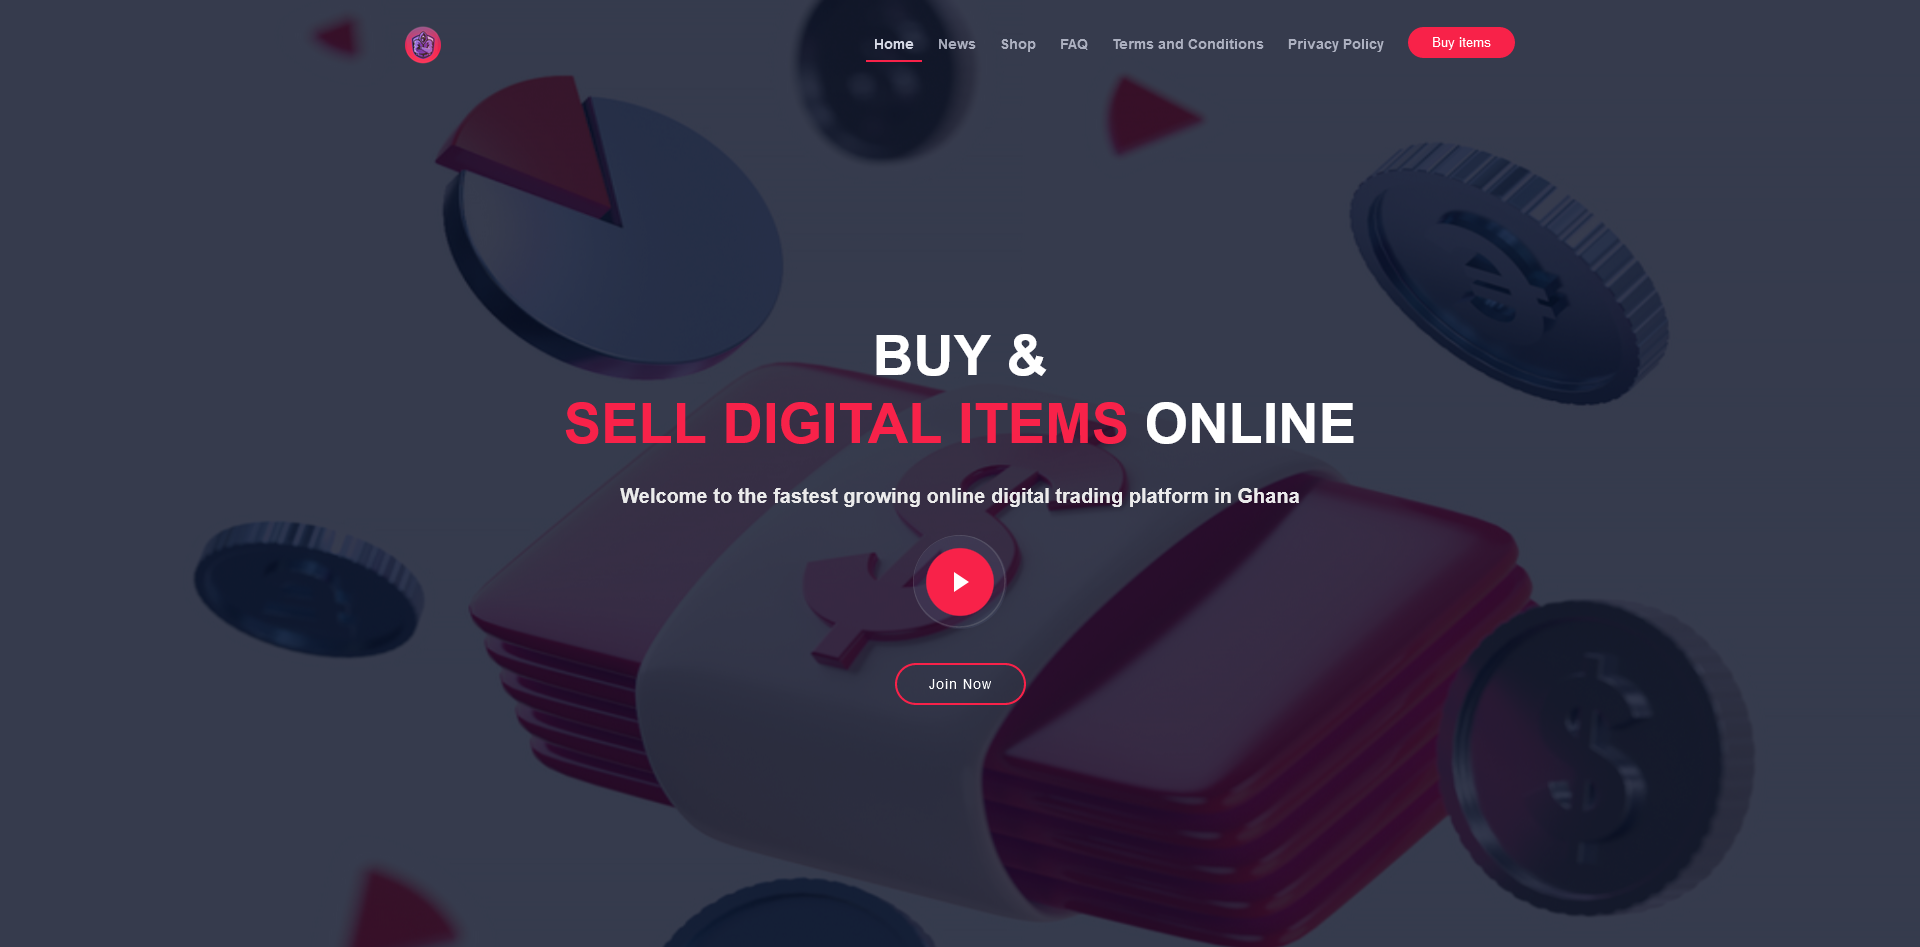 Home News Shop FAQ Terms and Conditions Privacy Policy Buy items
BUY &
SELL DIGITAL ITEMS ONLINE
Welcome to the fastest growing online digital trading platform in Ghana
Join Now